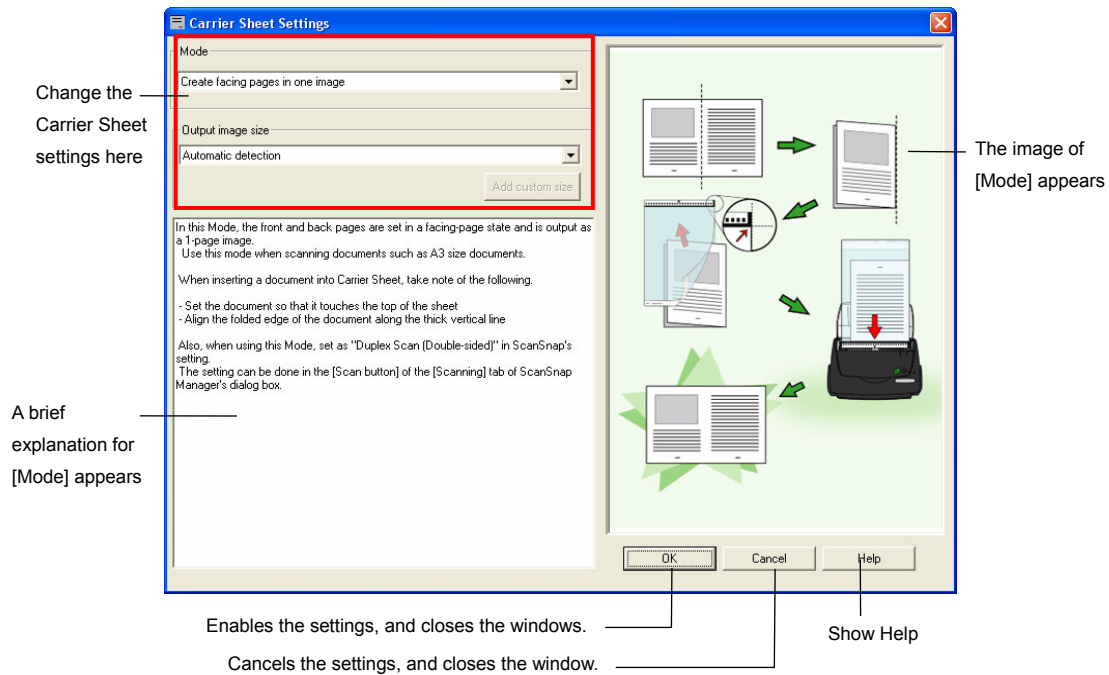 Carrier Sheet Settings
Mode
Create facing pages in one image
Change the
Carrier Sheet
settings here
Output image size
Automatic detection
Add custom size
The image of
[Mode] appears
In this Mode, the front and back pages are set in a facing-page state and is output as
a 1-page image.
Use this mode when scanning documents such as A3 size documents.
When inserting a document into Carrier Sheet, take note of the following.
- Set the document so that it touches the top of the sheet
- Align the folded edge of the document along the thick vertical line
Also, when using this Mode, set as "Duplex Scan (Double-sided)" in ScanSnap's
setting.
The setting can be done in the [Scan button] of the [Scanning] tab of ScanSnap
Manager's dialog box.
A brief
explanation for
[Mode] appears
OK
Cancel
Help
Enables the settings, and closes the windows.
Show Help
Cancels the settings, and closes the window.